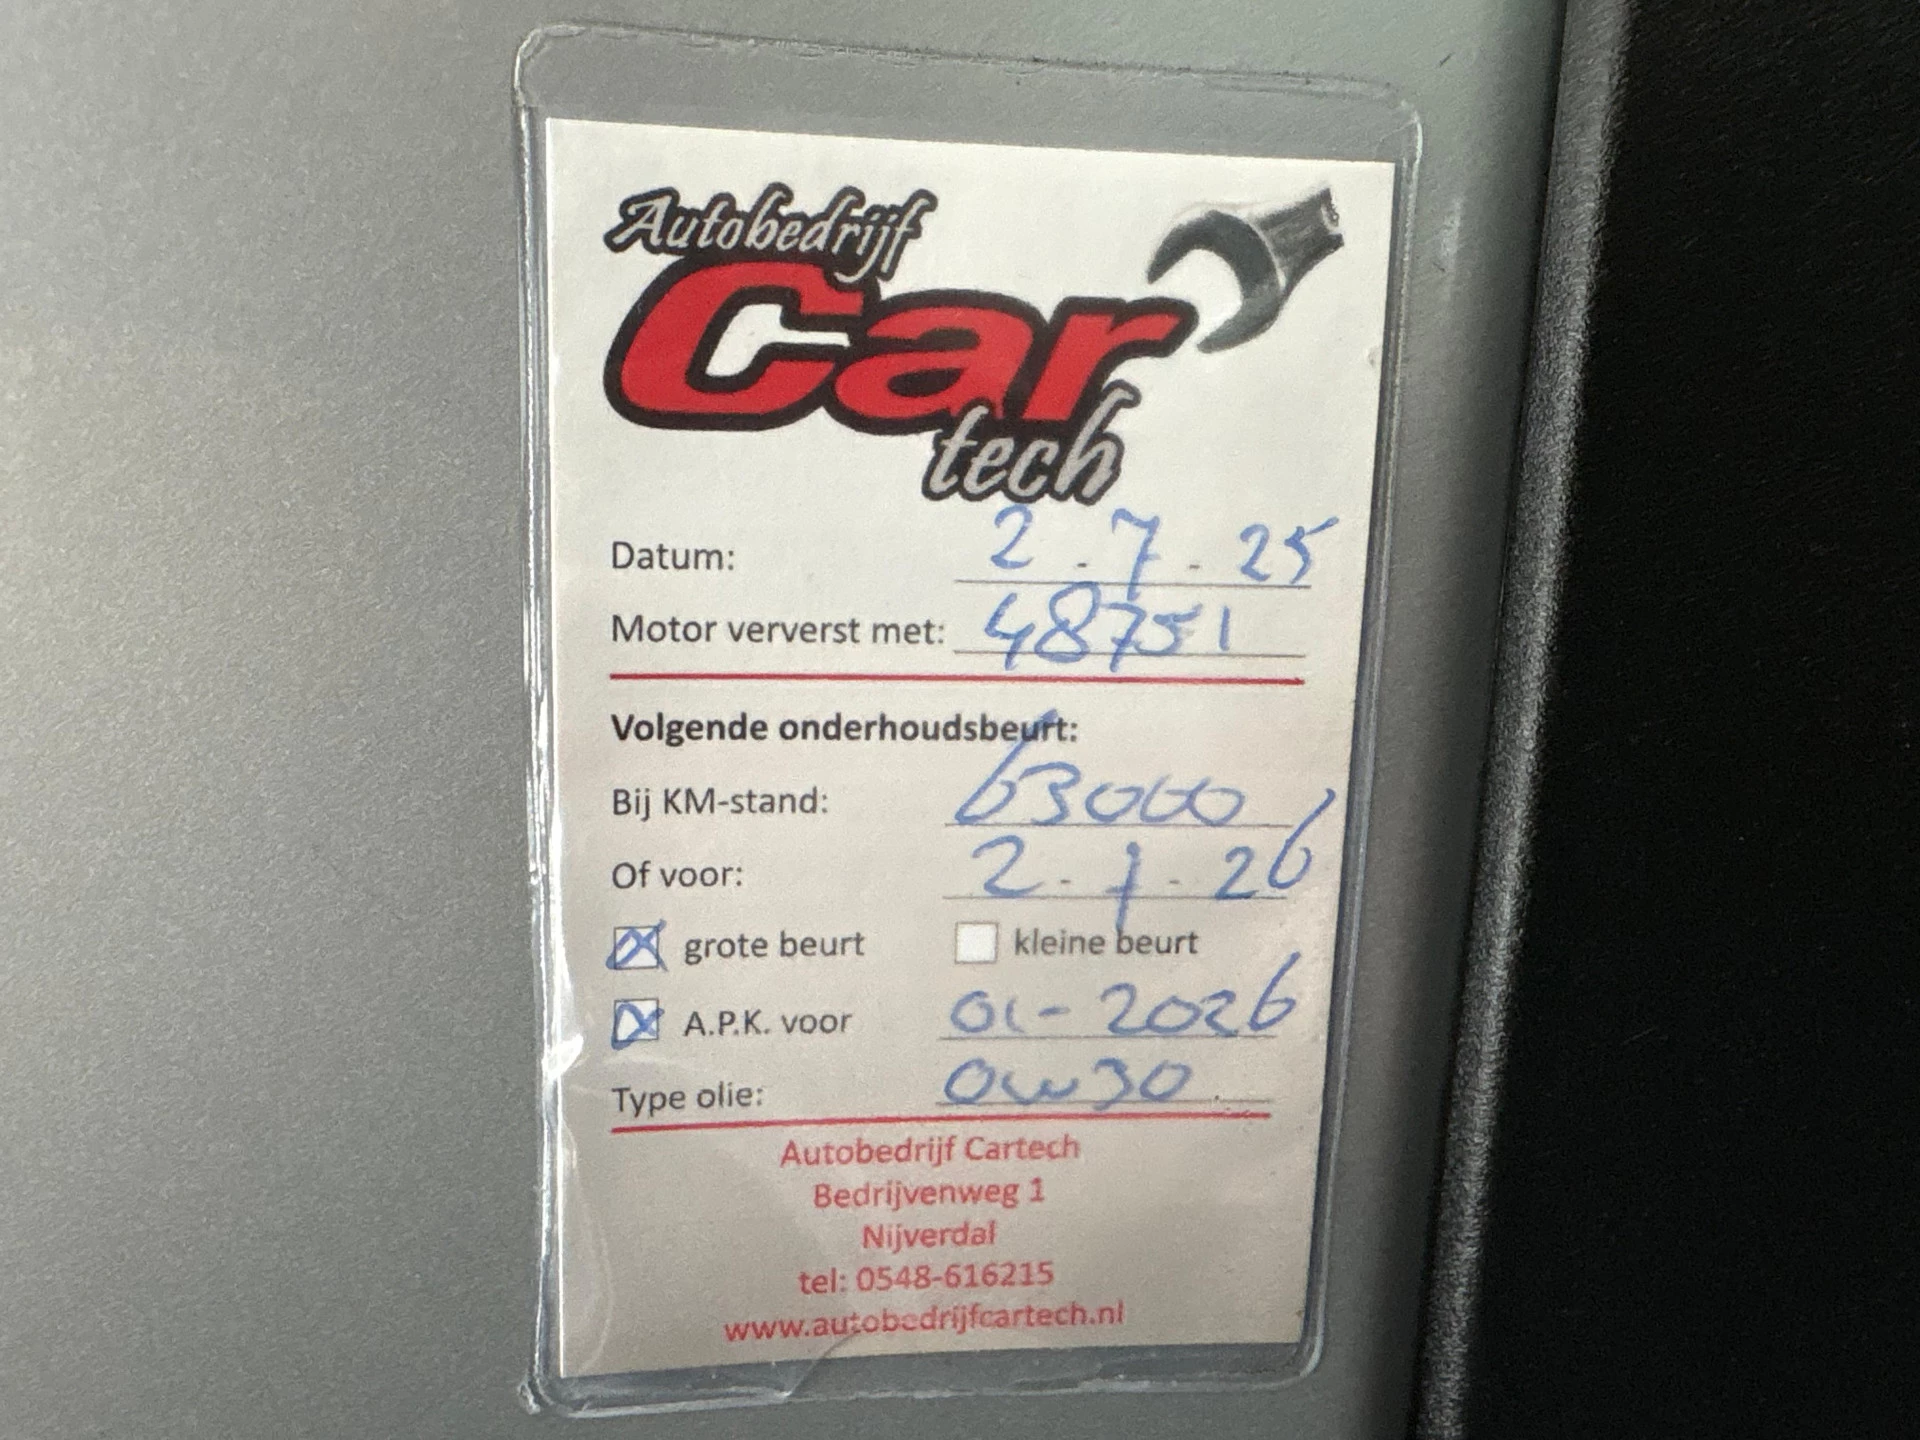 Autobedrijf
Car
tech
Datum: 2.7.25
Motor ververst met: 48751
Volgende onderhoudsbeurt:
Bij KM-stand: 63000
Of voor: 2-7-26
grote beurt kleine beurt
A.P.K. voor 01-2026
Type olie: 0w30
Autobedrijf Cartech
Bedrijvenweg 1
Nijverdal
tel: 0548-616215
www.autobedrijfcartech.nl